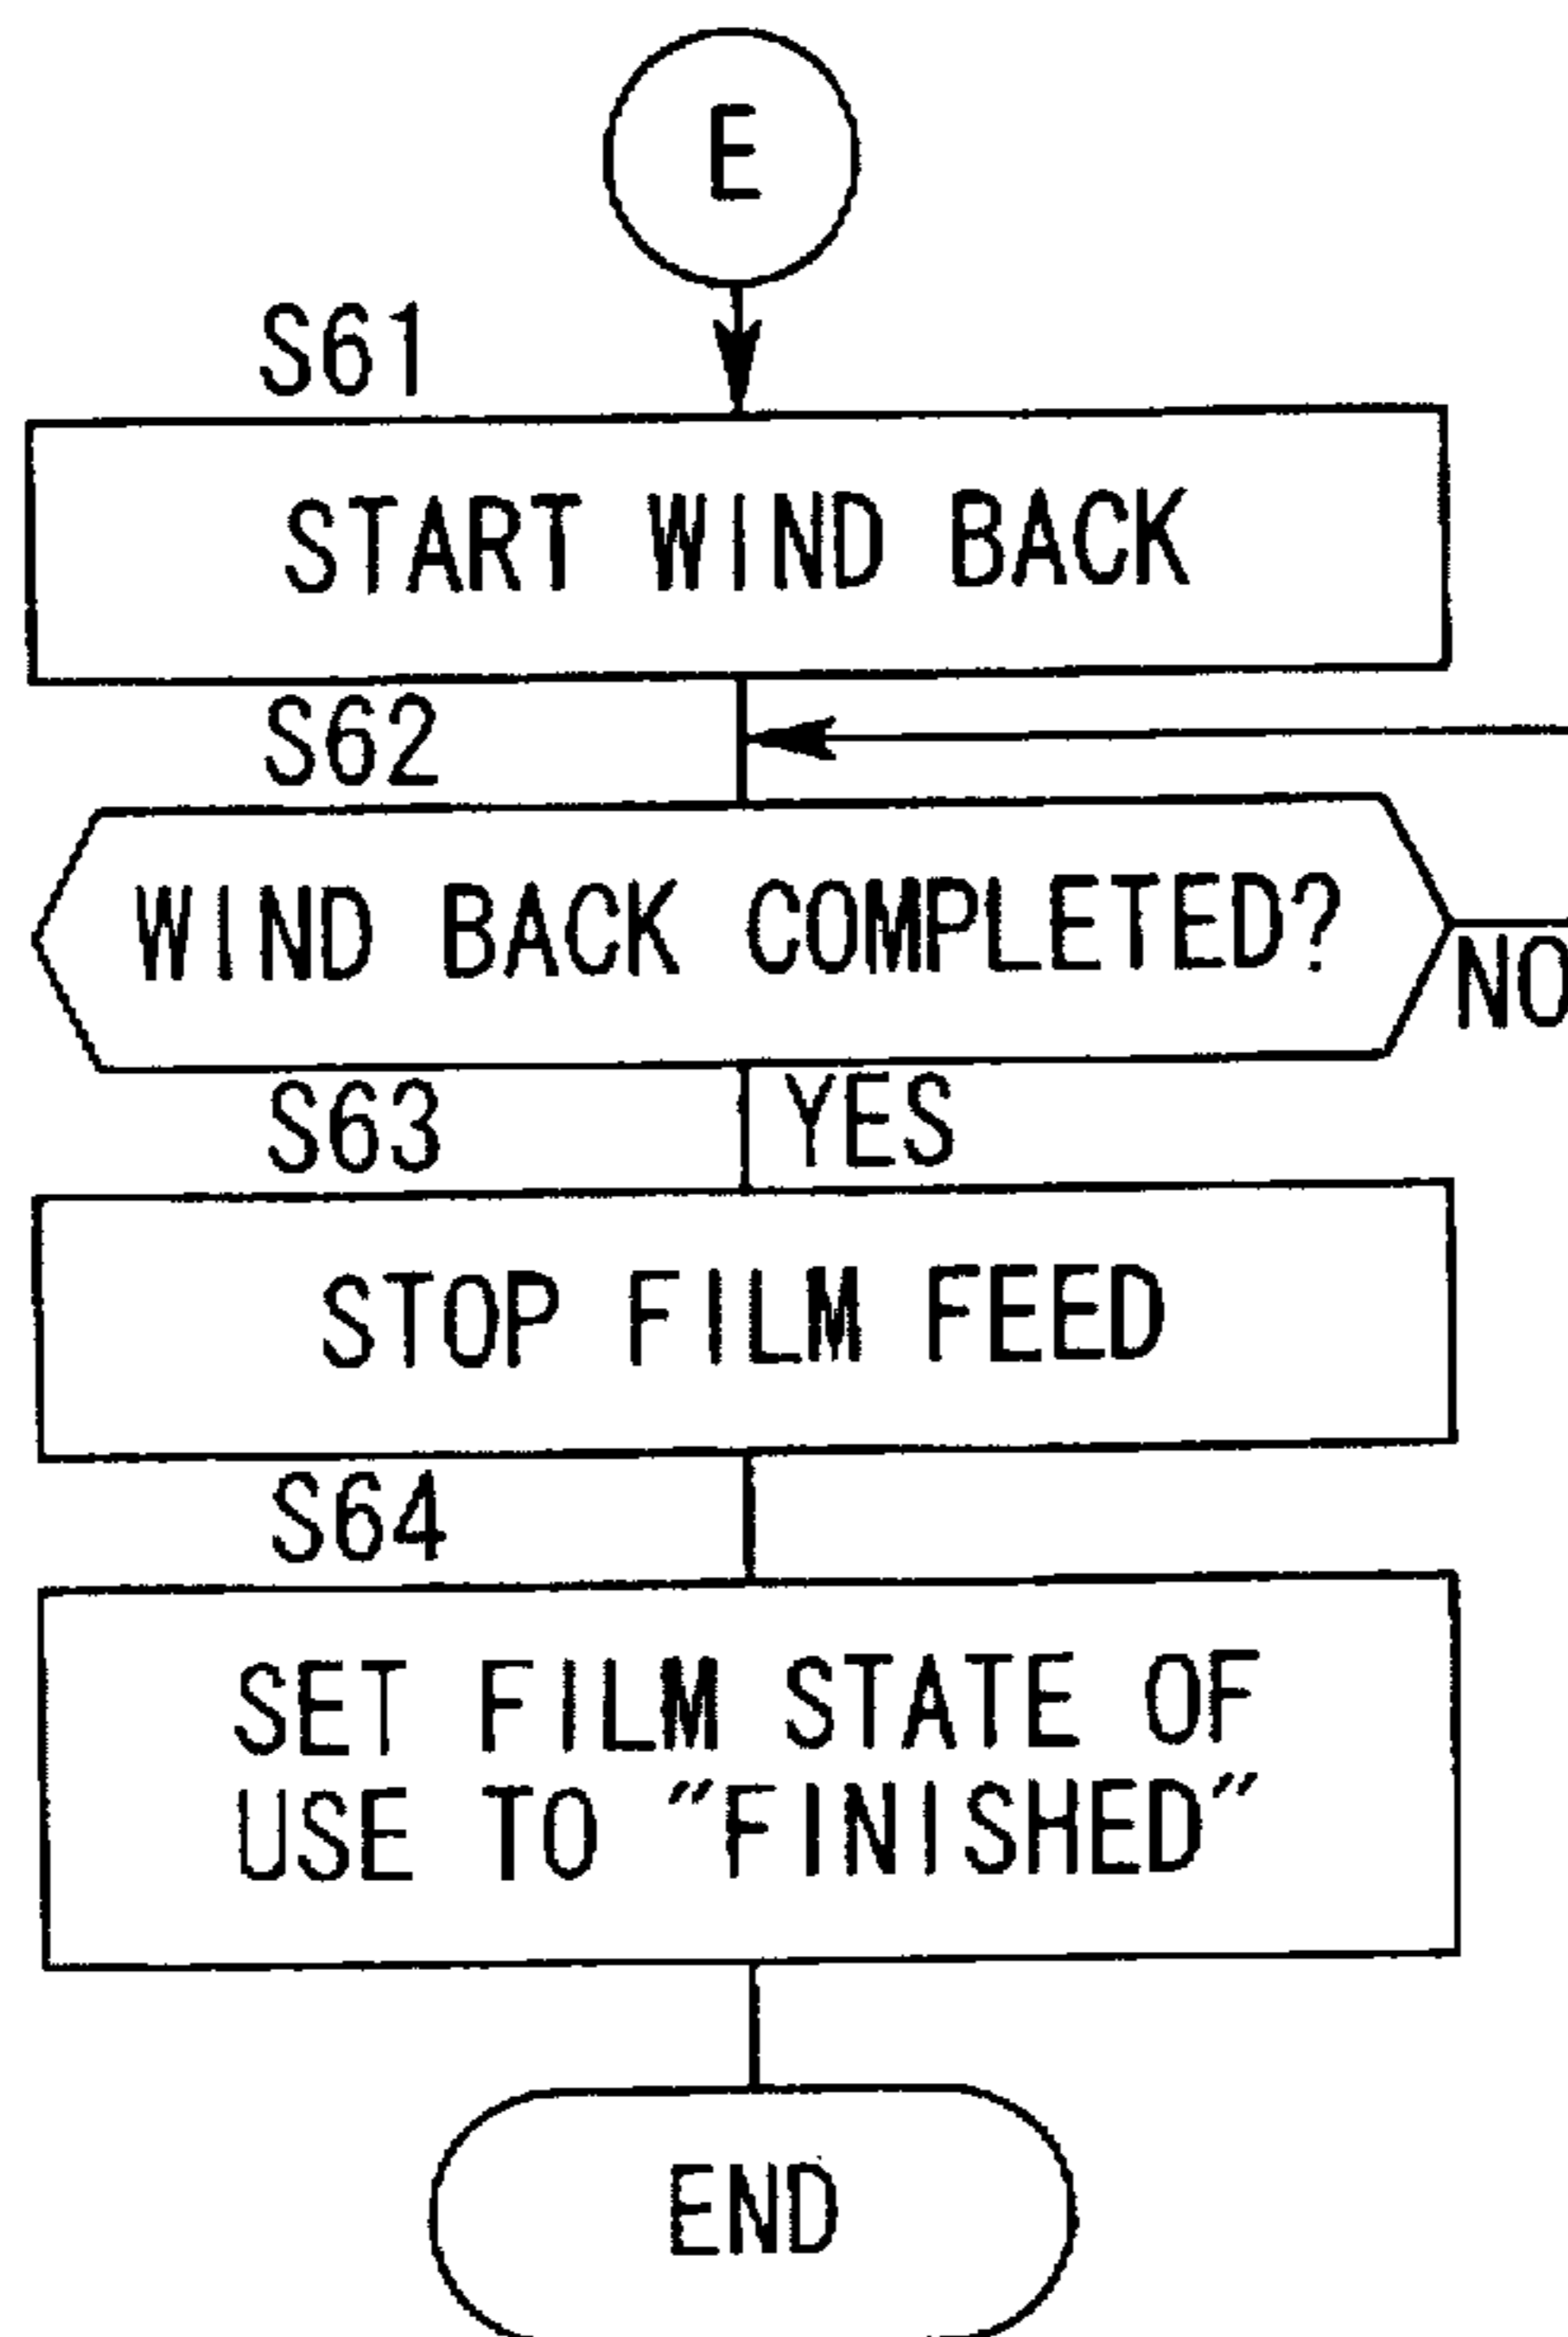 E
S61
START WIND BACK
S62
WIND BACK COMPLETED?
NO
S63
YES
STOP FILM FEED
S64
SET FILM STATE OF
USE TO "FINISHED"
END